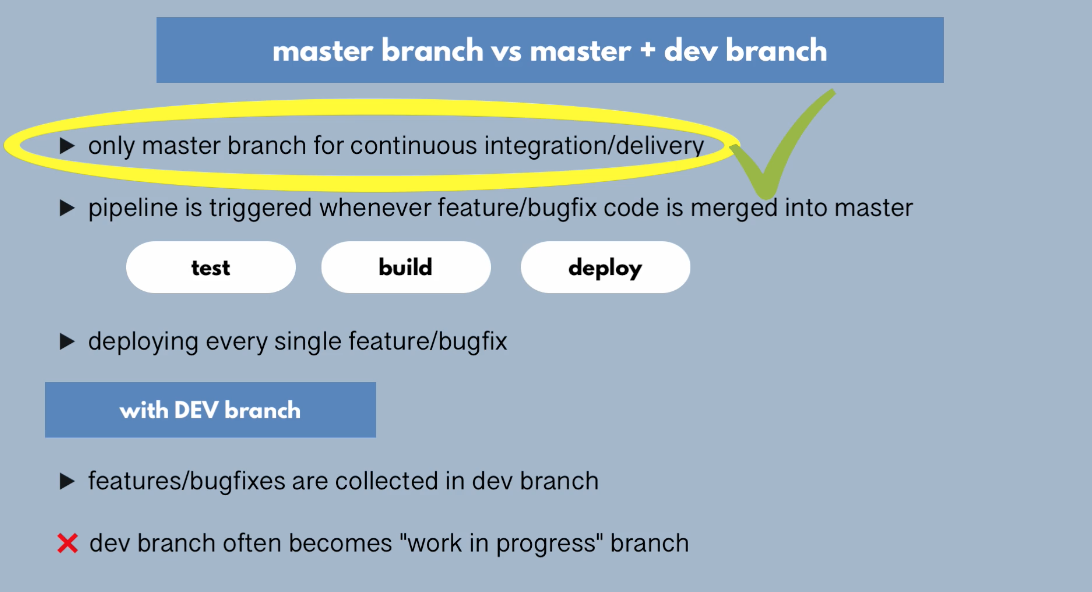 master branch vs master + dev branch
▶ only master branch for continuous integration/delivery
▶ pipeline is triggered whenever feature/bugfix code is merged into master
test build deploy
▶ deploying every single feature/bugfix
with DEV branch
▶ features/bugfixes are collected in dev branch
❌ dev branch often becomes "work in progress" branch